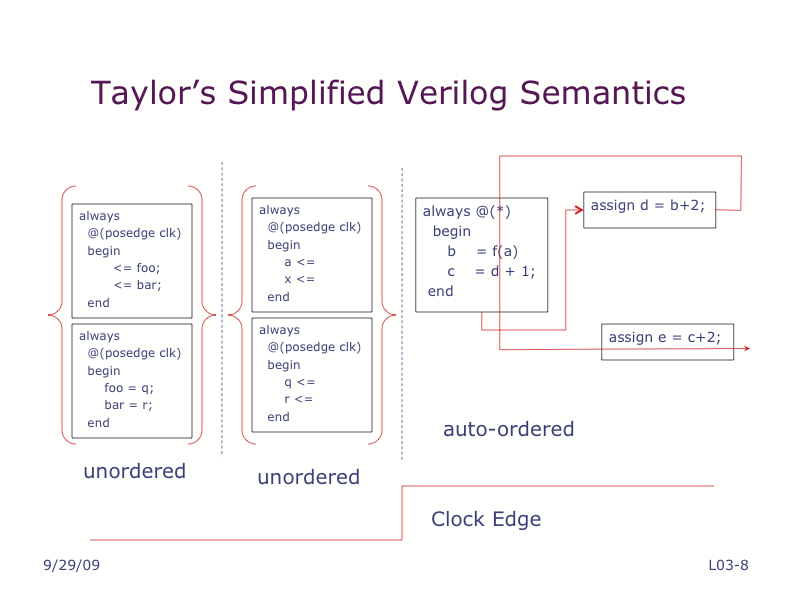 Taylor’s Simplified Verilog Semantics
always
@(posedge clk)
begin
<= foo;
<= bar;
end
always
@(posedge clk)
begin
foo = q;
bar = r;
end
unordered
always
@(posedge clk)
begin
a <=
x <=
end
always
@(posedge clk)
begin
q <=
r <=
end
unordered
always @(*)
begin
b = f(a)
c = d + 1;
end
assign d = b+2;
assign e = c+2;
auto-ordered
Clock Edge
9/29/09
L03-8